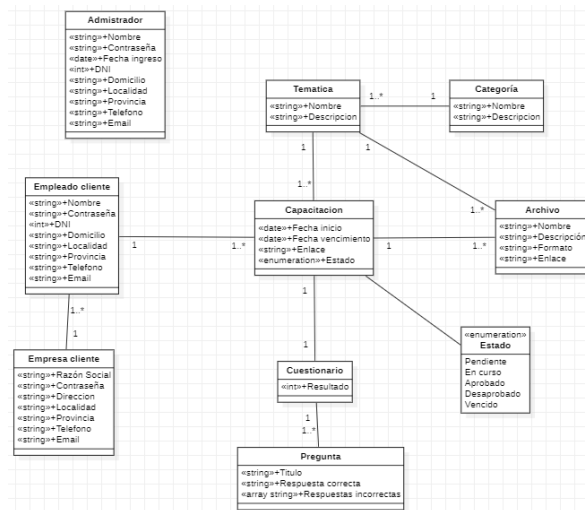 Admistrador
«string»+Nombre
«string»+Contraseña
«date»+Fecha ingreso
«int»+DNI
«string»+Domicilio
«string»+Localidad
«string»+Provincia
«string»+Telefono
«string»+Email
Tematica
«string»+Nombre
«string»+Descripcion
1..*
1
Categoría
«string»+Nombre
«string»+Descripcion
1
1
1..*
1..*
Empleado cliente
«string»+Nombre
«string»+Contraseña
«int»+DNI
«string»+Domicilio
«string»+Localidad
«string»+Provincia
«string»+Telefono
«string»+Email
1
1..*
Capacitacion
«date»+Fecha inicio
«date»+Fecha vencimiento
«string»+Enlace
«enumeration»+Estado
1
1..*
Archivo
«string»+Nombre
«string»+Descripción
«string»+Formato
«string»+Enlace
1..*
1
1
1
Empresa cliente
«string»+Razón Social
«string»+Contraseña
«string»+Direccion
«string»+Localidad
«string»+Provincia
«string»+Telefono
«string»+Email
Cuestionario
«int»+Resultado
«enumeration»
Estado
Pendiente
En curso
Aprobado
Desaprobado
Vencido
1
1..*
Pregunta
«string»+Titulo
«string»+Respuesta correcta
«array string»+Respuestas incorrectas